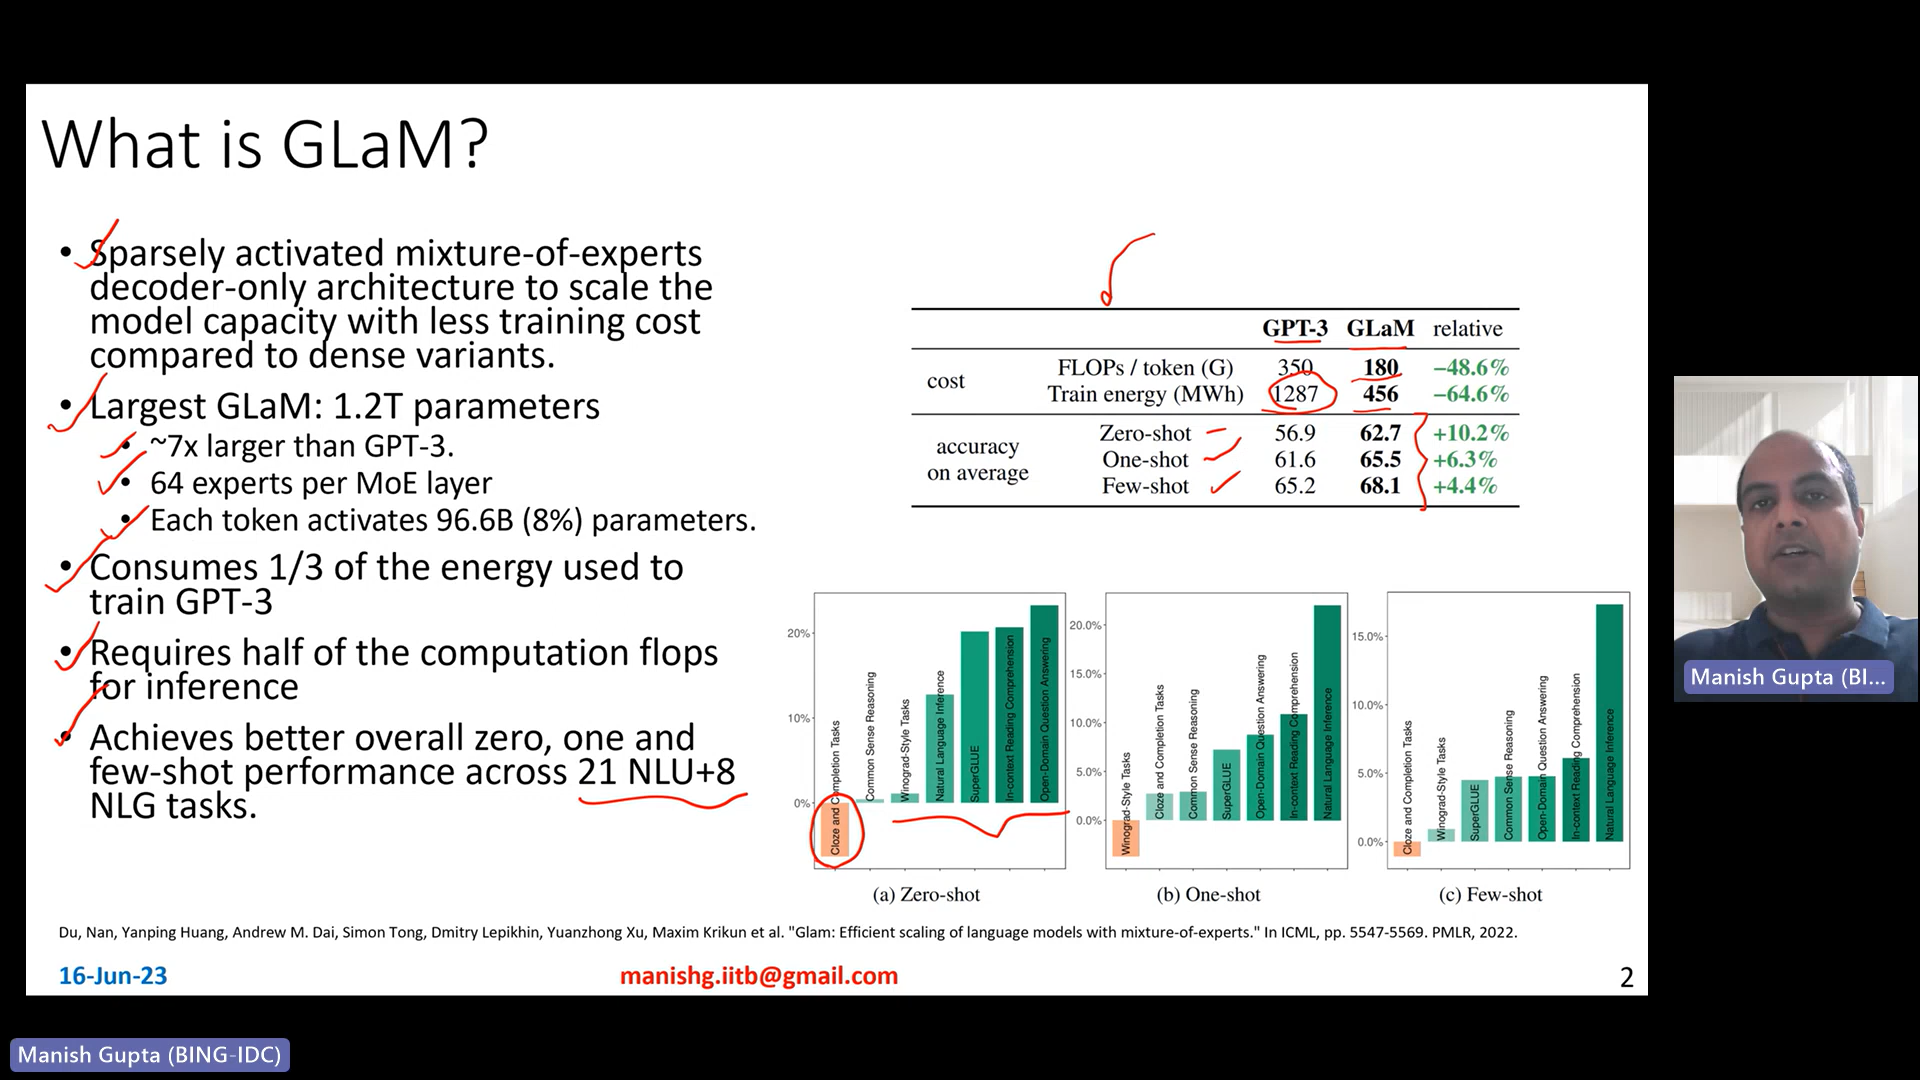 What is GLaM?
• Sparsely activated mixture-of-experts
decoder-only architecture to scale the
model capacity with less training cost
compared to dense variants.
• Largest GLaM: 1.2T parameters
• ~7x larger than GPT-3.
• 64 experts per MoE layer
• Each token activates 96.6B (8%) parameters.
• Consumes 1/3 of the energy used to
train GPT-3
• Requires half of the computation flops
for inference
• Achieves better overall zero, one and
few-shot performance across 21 NLU+8
NLG tasks.
GPT-3 GLaM relative
cost
FLOPs / token (G) 350 180 −48.6%
Train energy (MWh) 1287 456 −64.6%
accuracy
on average
Zero-shot 56.9 62.7 +10.2%
One-shot 61.6 65.5 +6.3%
Few-shot 65.2 68.1 +4.4%
20%
10%
0%
Cloze and Completion Tasks
Common Sense Reasoning
Winograd-Style Tasks
Natural Language Inference
SuperGLUE
In-context Reading Comprehension
Open-Domain Question Answering
(a) Zero-shot
20.0%
15.0%
10.0%
5.0%
0.0%
Winograd-Style Tasks
Cloze and Completion Tasks
Common Sense Reasoning
SuperGLUE
Open-Domain Question Answering
In-context Reading Comprehension
Natural Language Inference
(b) One-shot
15.0%
10.0%
5.0%
0.0%
Cloze and Completion Tasks
Winograd-Style Tasks
SuperGLUE
Common Sense Reasoning
Open-Domain Question Answering
In-context Reading Comprehension
Natural Language Inference
(c) Few-shot
Du, Nan, Yanping Huang, Andrew M. Dai, Simon Tong, Dmitry Lepikhin, Yuanzhong Xu, Maxim Krikun et al. "Glam: Efficient scaling of language models with mixture-of-experts." In ICML, pp. 5547-5569. PMLR, 2022.
16-Jun-23
manishg.iitb@gmail.com
2
Manish Gupta (BI...
Manish Gupta (BING-IDC)